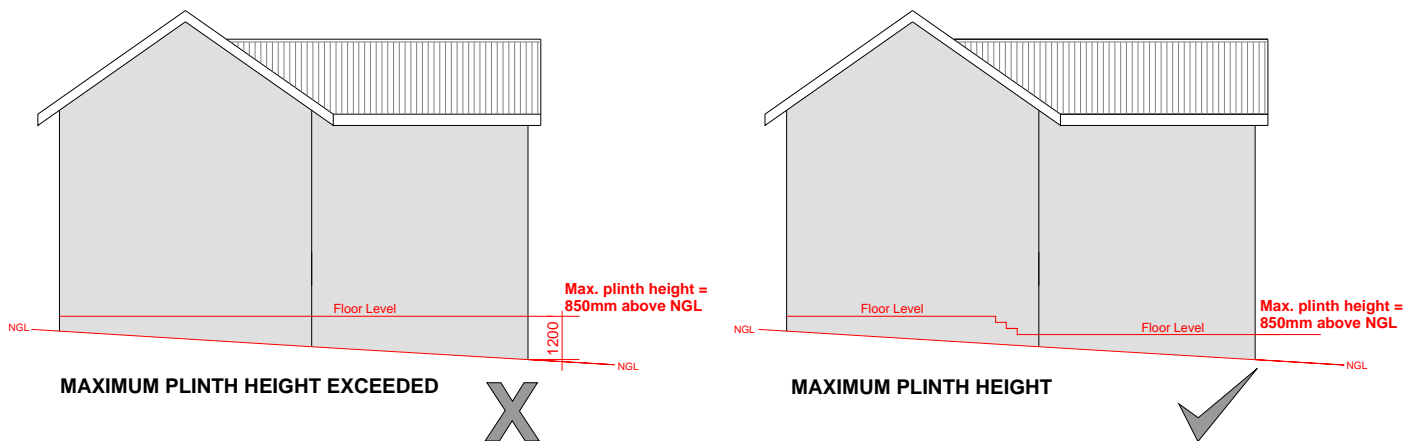 Floor Level
Max. plinth height =
850mm above NGL
NGL
1200
NGL
MAXIMUM PLINTH HEIGHT EXCEEDED
X
Floor Level
Floor Level
Max. plinth height =
850mm above NGL
NGL
NGL
MAXIMUM PLINTH HEIGHT